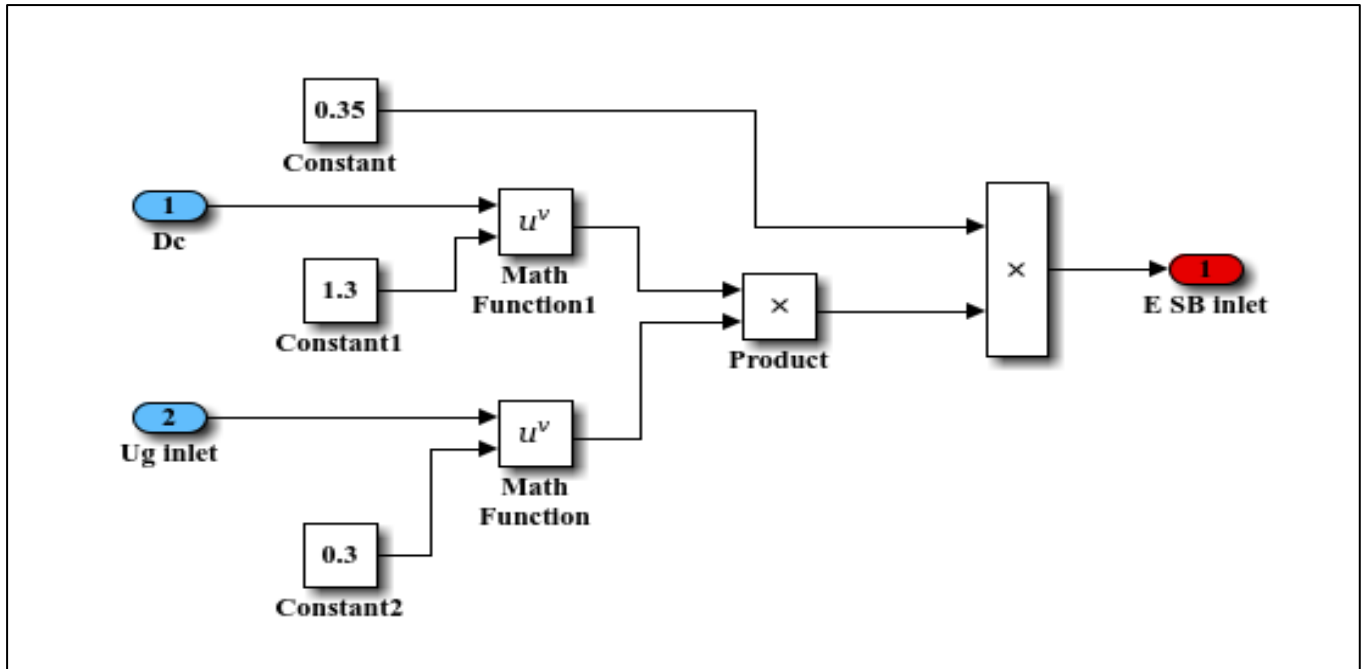 0.35
Constant
1
Dc
u^v
Math
Function1
1.3
Constant1
×
Product
×
1
E SB inlet
2
Ug inlet
u^v
Math
Function
0.3
Constant2